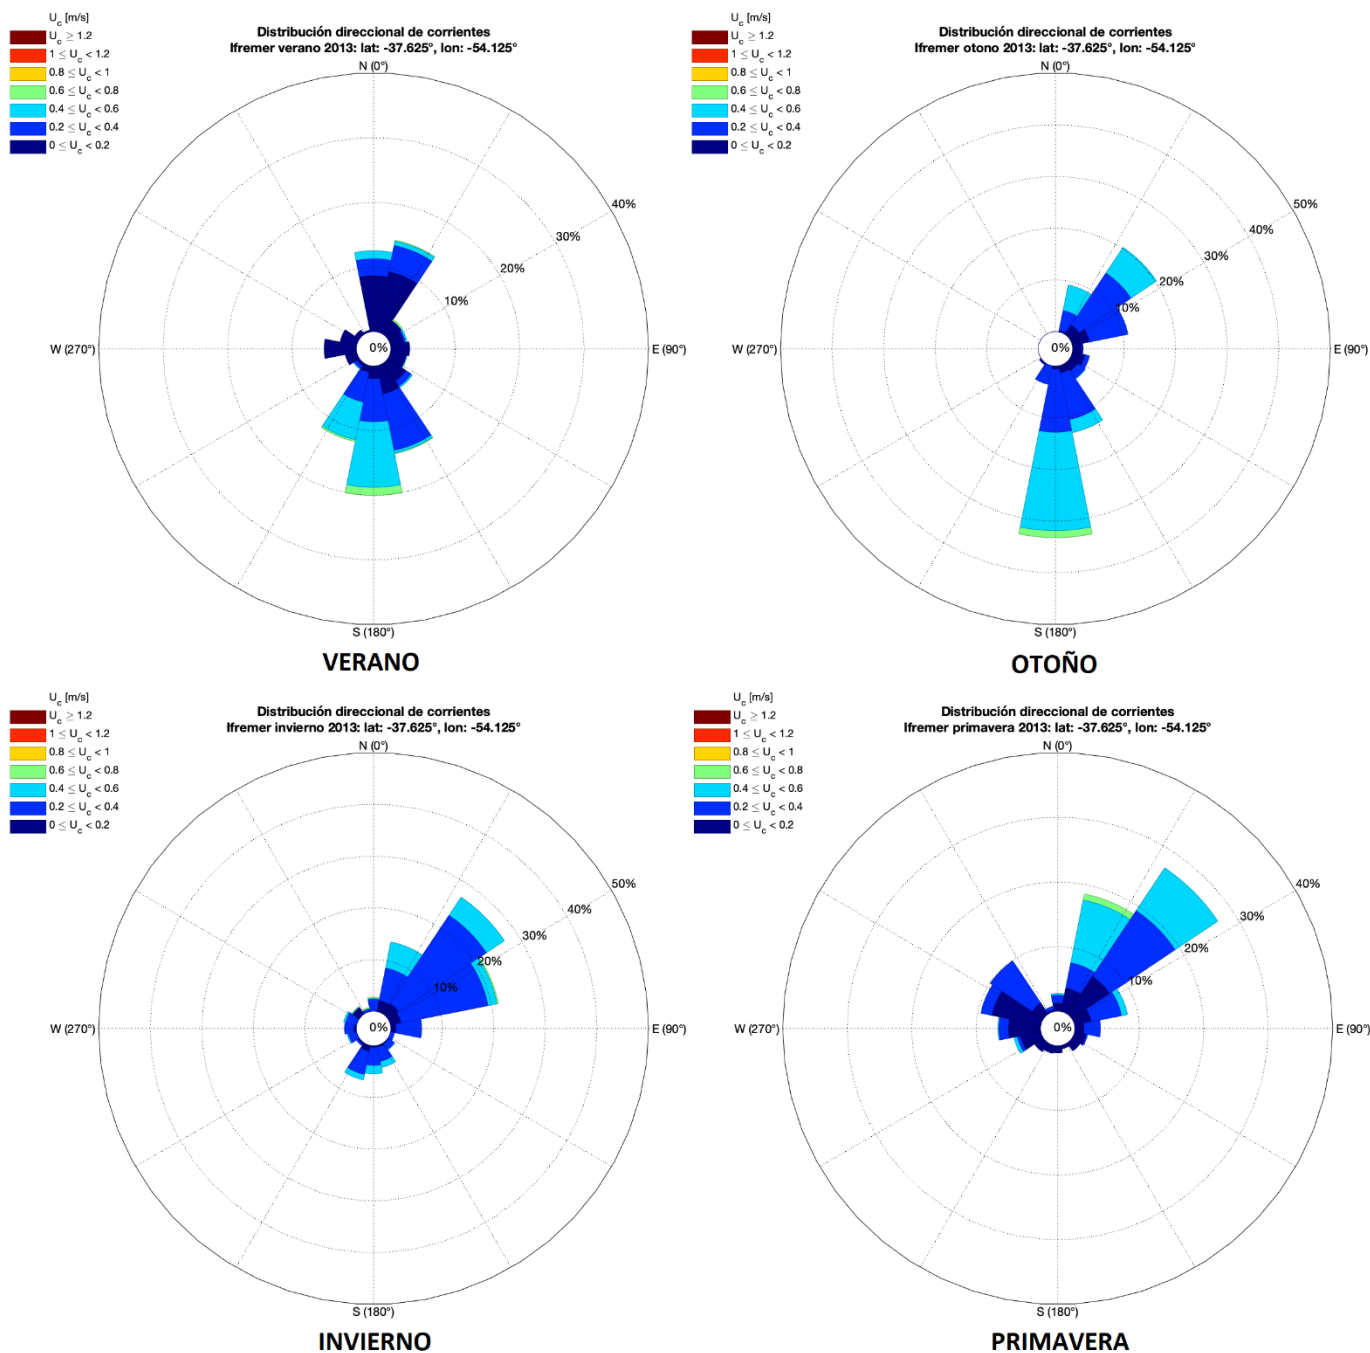 U_c [m/s]
U_c ≥ 1.2
1 ≤ U_c < 1.2
0.8 ≤ U_c < 1
0.6 ≤ U_c < 0.8
0.4 ≤ U_c < 0.6
0.2 ≤ U_c < 0.4
0 ≤ U_c < 0.2
Distribución direccional de corrientes
Ifremer verano 2013: lat: -37.625°, lon: -54.125°
N (0°)
40%
30%
20%
10%
0%
W (270°)
E (90°)
S (180°)
VERANO
U_c [m/s]
U_c ≥ 1.2
1 ≤ U_c < 1.2
0.8 ≤ U_c < 1
0.6 ≤ U_c < 0.8
0.4 ≤ U_c < 0.6
0.2 ≤ U_c < 0.4
0 ≤ U_c < 0.2
Distribución direccional de corrientes
Ifremer otono 2013: lat: -37.625°, lon: -54.125°
N (0°)
50%
40%
30%
20%
10%
0%
W (270°)
E (90°)
S (180°)
OTOÑO
U_c [m/s]
U_c ≥ 1.2
1 ≤ U_c < 1.2
0.8 ≤ U_c < 1
0.6 ≤ U_c < 0.8
0.4 ≤ U_c < 0.6
0.2 ≤ U_c < 0.4
0 ≤ U_c < 0.2
Distribución direccional de corrientes
Ifremer invierno 2013: lat: -37.625°, lon: -54.125°
N (0°)
50%
40%
30%
20%
10%
0%
W (270°)
E (90°)
S (180°)
INVIERNO
U_c [m/s]
U_c ≥ 1.2
1 ≤ U_c < 1.2
0.8 ≤ U_c < 1
0.6 ≤ U_c < 0.8
0.4 ≤ U_c < 0.6
0.2 ≤ U_c < 0.4
0 ≤ U_c < 0.2
Distribución direccional de corrientes
Ifremer primavera 2013: lat: -37.625°, lon: -54.125°
N (0°)
40%
30%
20%
10%
0%
W (270°)
E (90°)
S (180°)
PRIMAVERA